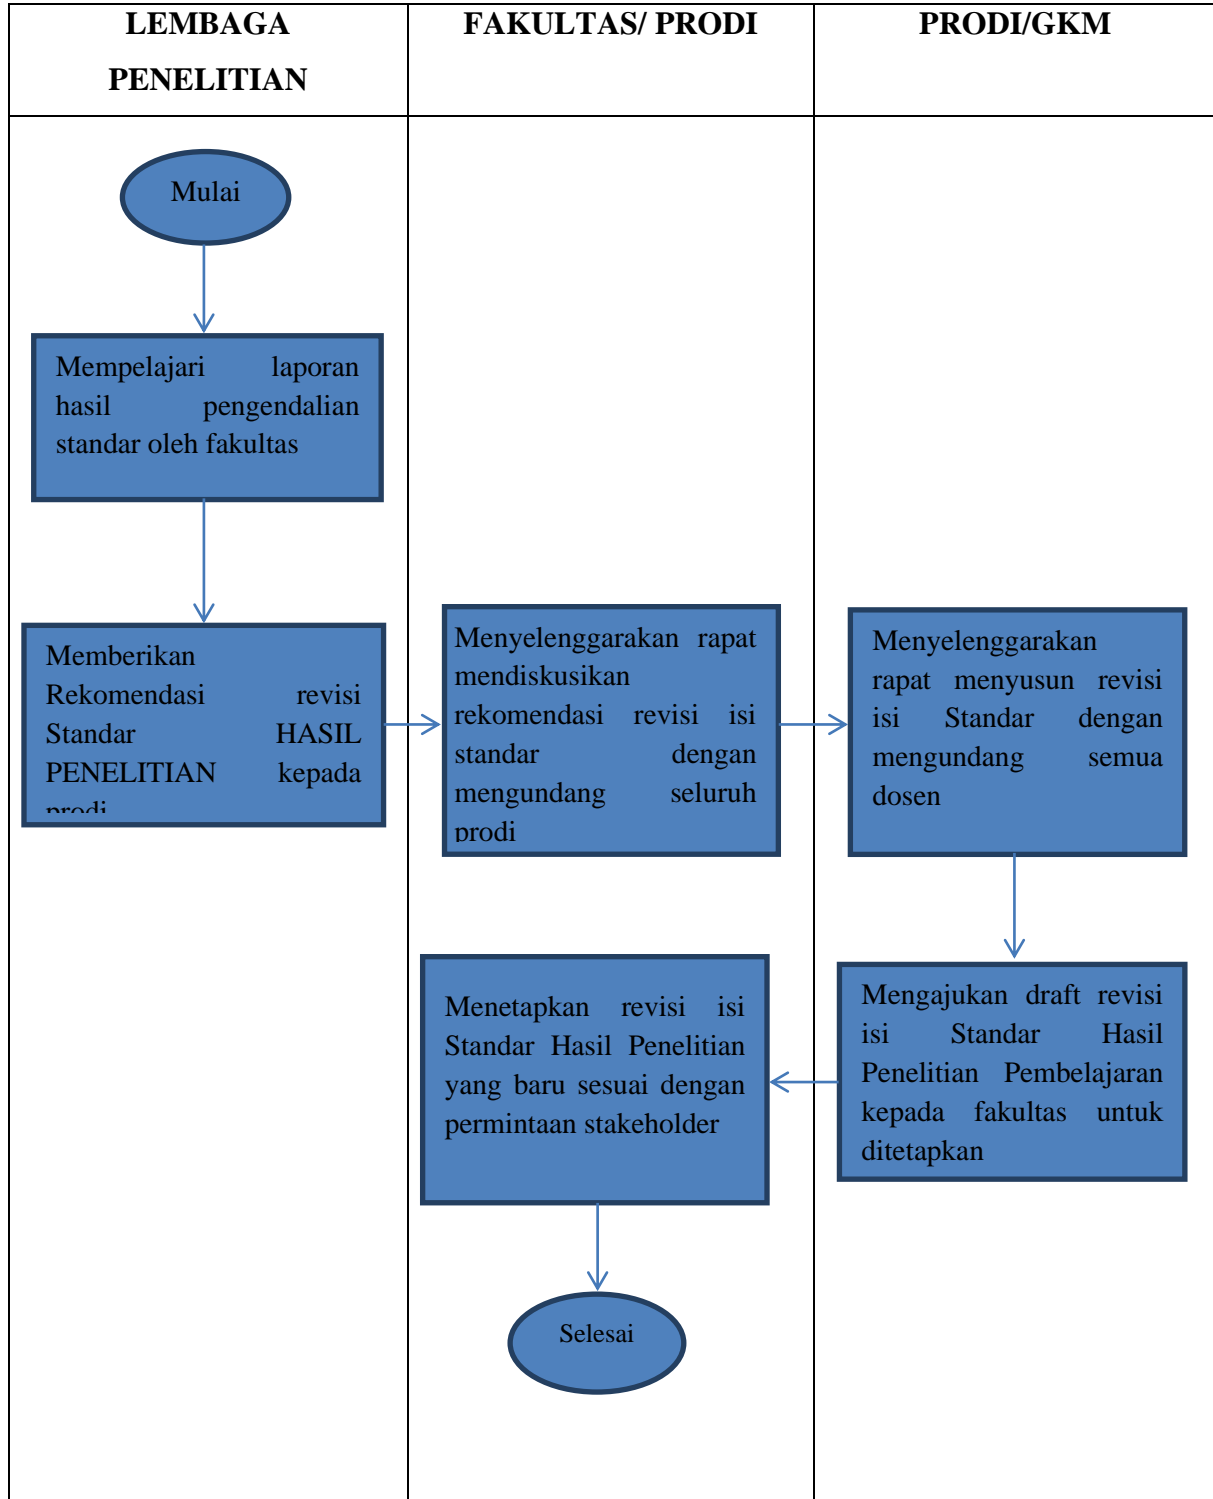 LEMBAGA
PENELITIAN
FAKULTAS/ PRODI
PRODI/GKM
Mulai
Mempelajari laporan
hasil pengendalian
standar oleh fakultas
Memberikan
Rekomendasi revisi
Standar HASIL
PENELITIAN kepada
prodi
Menyelenggarakan rapat
mendiskusikan
rekomendasi revisi isi
standar dengan
mengundang seluruh
prodi
Menyelenggarakan
rapat menyusun revisi
isi Standar dengan
mengundang semua
dosen
Mengajukan draft revisi
isi Standar Hasil
Penelitian Pembelajaran
kepada fakultas untuk
ditetapkan
Menetapkan revisi isi
Standar Hasil Penelitian
yang baru sesuai dengan
permintaan stakeholder
Selesai